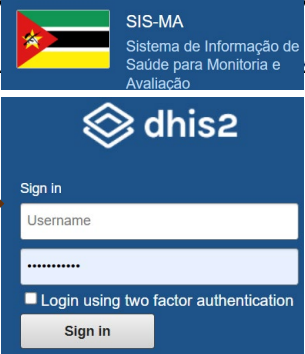 SIS-MA
Sistema de Informação de
Saúde para Monitoria e
Avaliação
dhis2
Sign in
Username
•••••••••••
Login using two factor authentication
Sign in